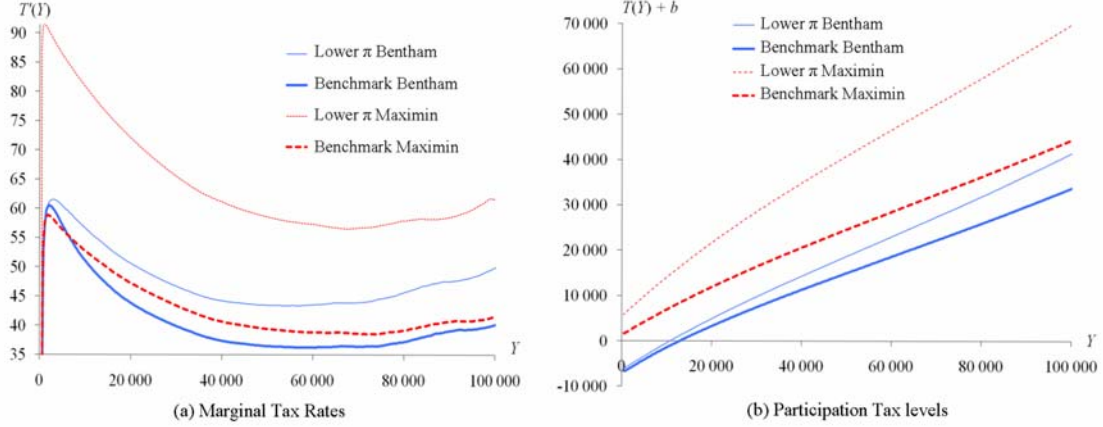 T'(Y)
90
85
80
75
70
65
60
55
50
45
40
35
0
20 000
40 000
60 000
80 000
100 000
Y
Lower π Bentham
Benchmark Bentham
Lower π Maximin
Benchmark Maximin
(a) Marginal Tax Rates
T(Y) + b
70 000
60 000
50 000
40 000
30 000
20 000
10 000
0
-10 000
0
20 000
40 000
60 000
80 000
100 000
Y
Lower π Bentham
Benchmark Bentham
Lower π Maximin
Benchmark Maximin
(b) Participation Tax levels